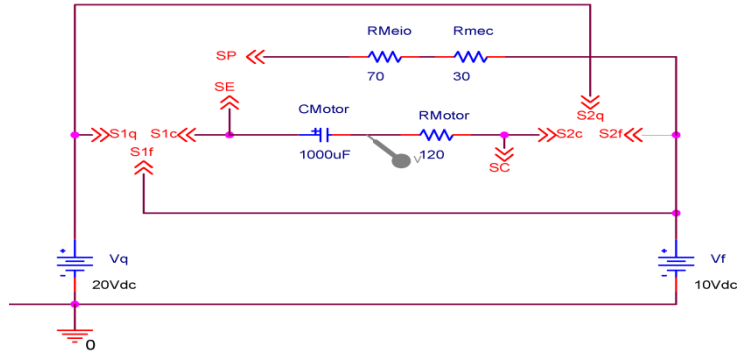 RMeio Rmec
SP
70 30
SE
CMotor RMotor
S2q
S1q S1c S2c S2f
S1f
1000uF V 120
SC
Vq Vf
20Vdc 10Vdc
0